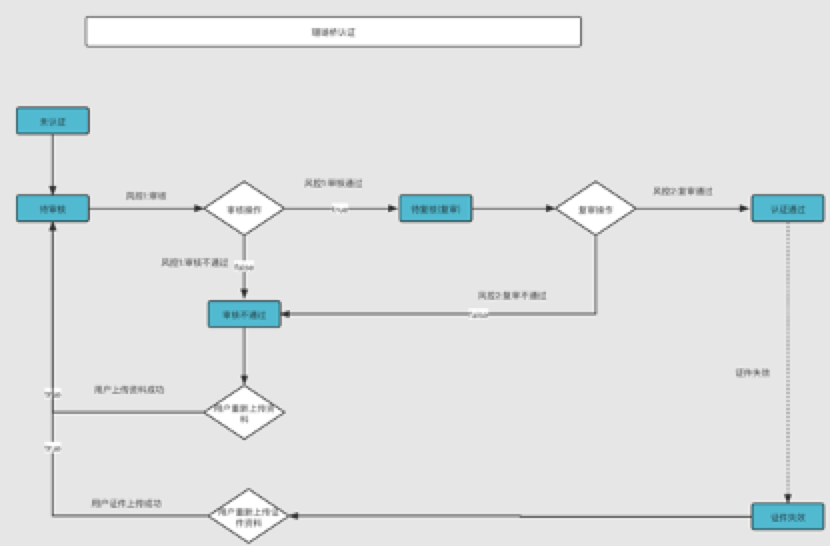 未认证
风控1:审核通过
风控2:复审通过
风控1:审核
true
待审核
审核操作
待复核(复审)
复审操作
认证通过
风控1:审核不通过
false
风控2:复审不通过
false
审核不通过
证件失效
用户上传资料成功
true
用户重新上传资
料
true
用户证件上传成功
用户重新上传证
件资料
证件失效